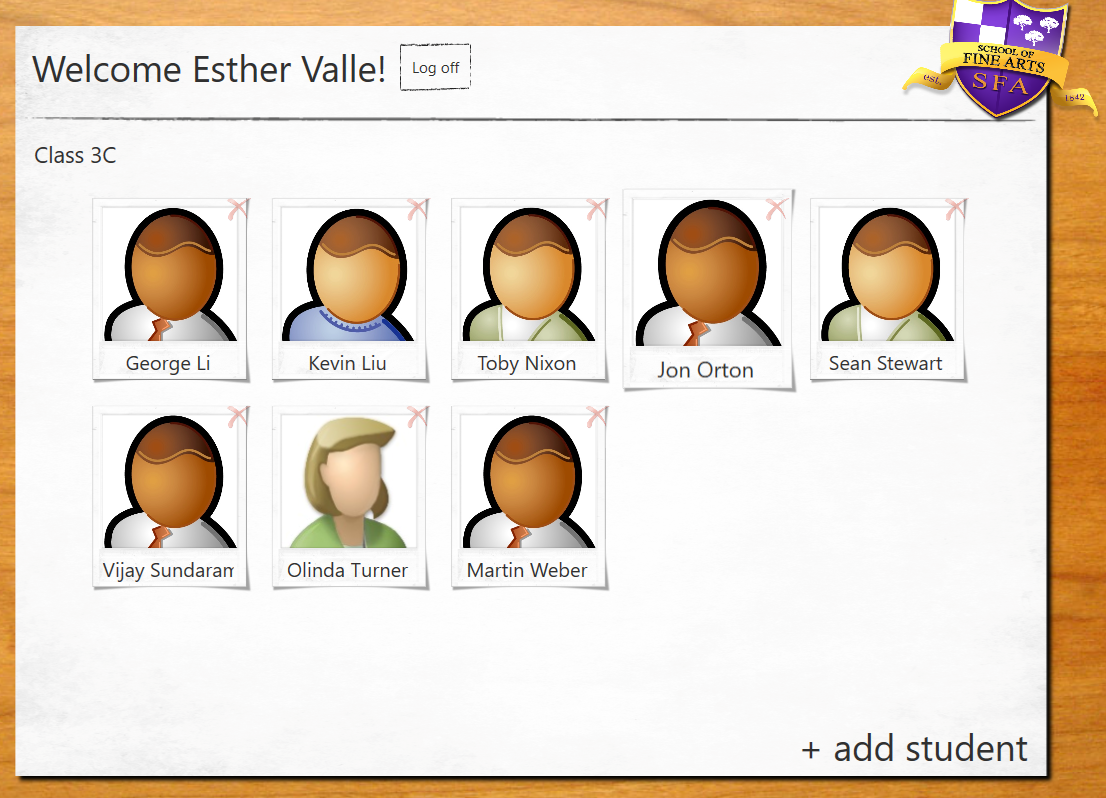 Welcome Esther Valle!
Log off
SCHOOL OF
FINE ARTS
SFA
est.
1842
Class 3C
George Li
Kevin Liu
Toby Nixon
Jon Orton
Sean Stewart
Vijay Sundaram
Olinda Turner
Martin Weber
+ add student